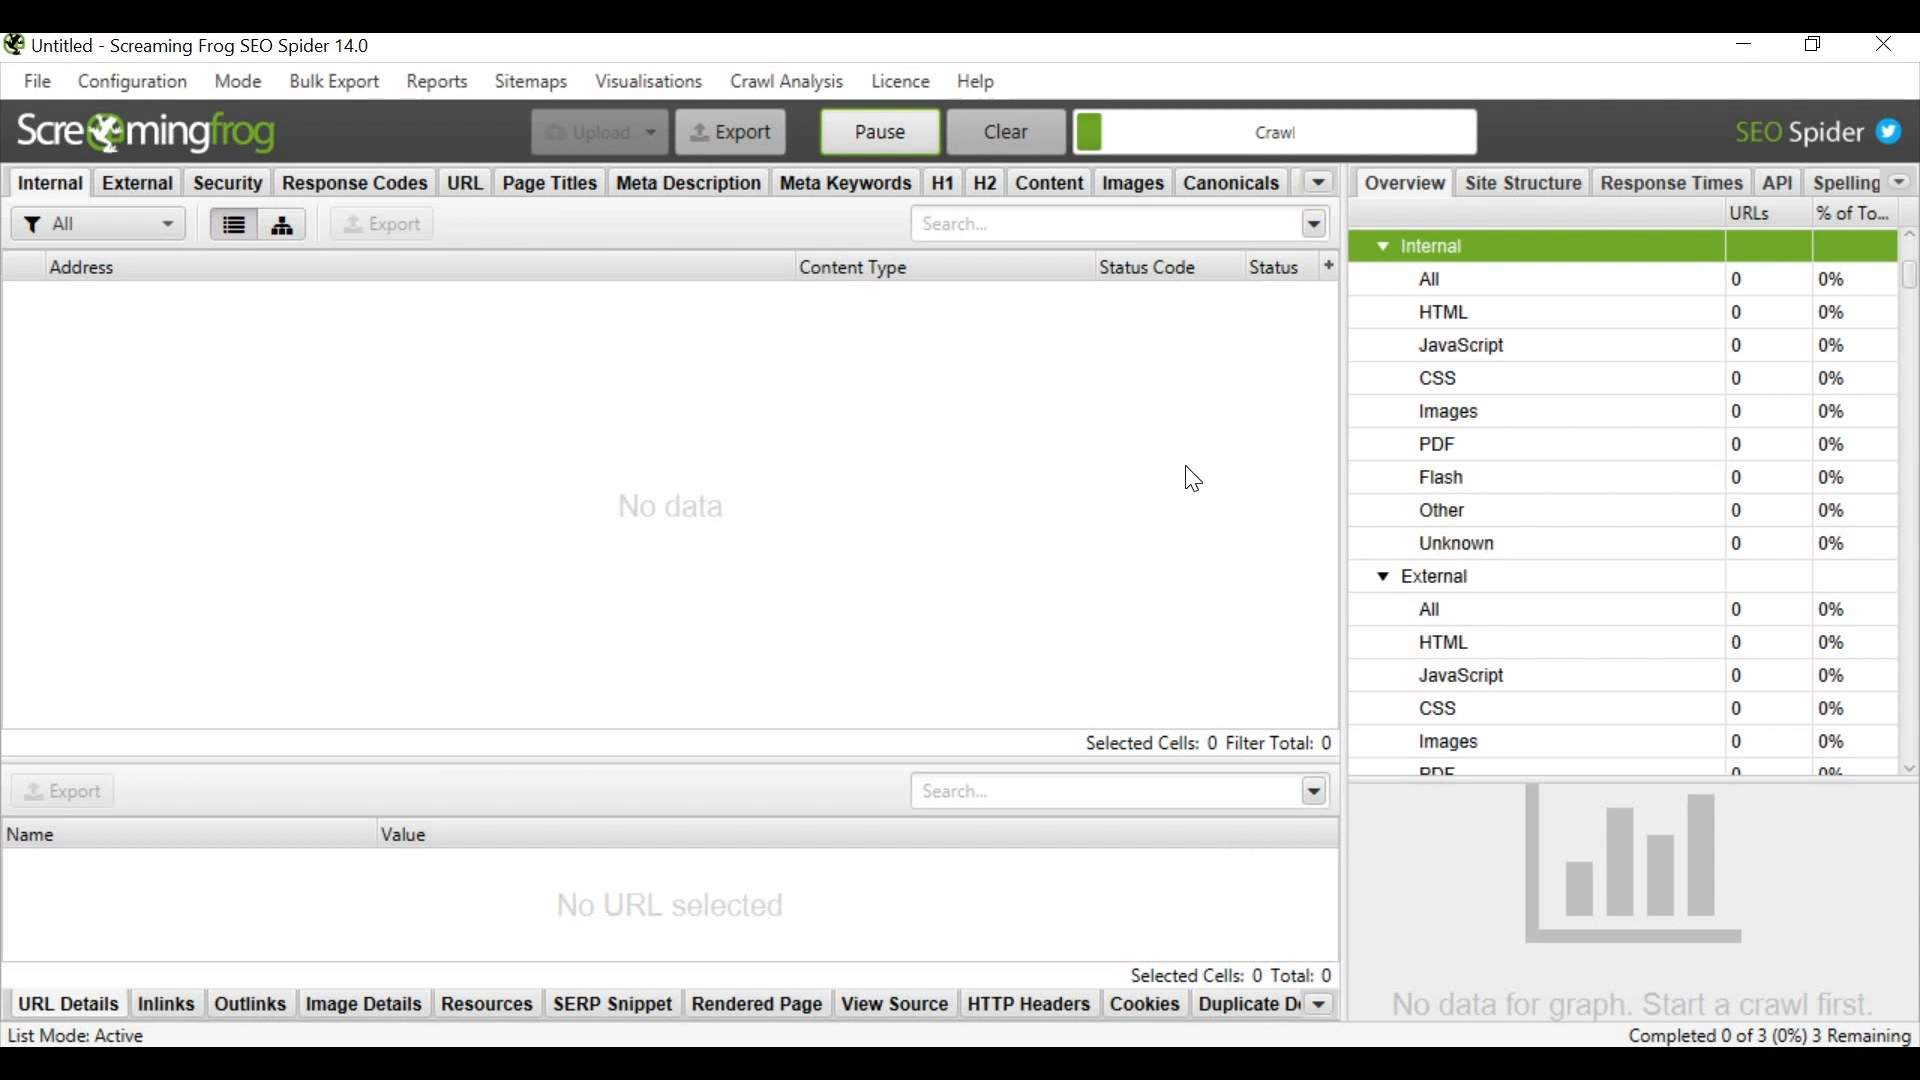 Untitled - Screaming Frog SEO Spider 14.0
File Configuration Mode Bulk Export Reports Sitemaps Visualisations Crawl Analysis Licence Help
Screamingfrog Upload Export Pause Clear Crawl SEO Spider
Internal External Security Response Codes URL Page Titles Meta Description Meta Keywords H1 H2 Content Images Canonicals
All Export Search...
Address Content Type Status Code Status +
No data
Selected Cells: 0 Filter Total: 0
Export Search...
Name Value
No URL selected
Selected Cells: 0 Total: 0
URL Details Inlinks Outlinks Image Details Resources SERP Snippet Rendered Page View Source HTTP Headers Cookies Duplicate De
List Mode: Active
Overview Site Structure Response Times API Spelling
URLs % of To...
Internal
All 0 0%
HTML 0 0%
JavaScript 0 0%
CSS 0 0%
Images 0 0%
PDF 0 0%
Flash 0 0%
Other 0 0%
Unknown 0 0%
External
All 0 0%
HTML 0 0%
JavaScript 0 0%
CSS 0 0%
Images 0 0%
PDF 0 0%
No data for graph. Start a crawl first.
Completed 0 of 3 (0%) 3 Remaining